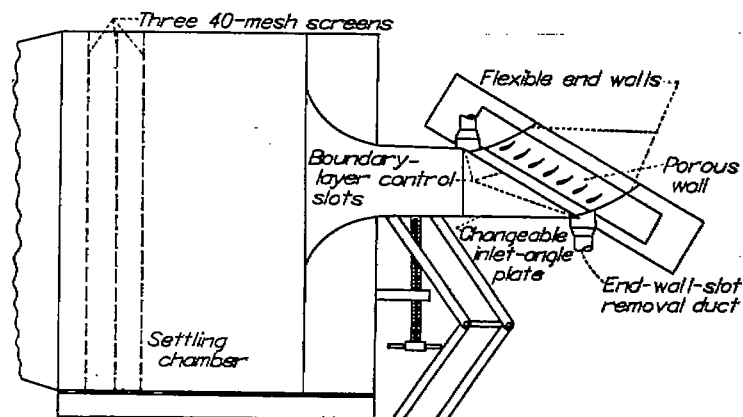 Three 40-mesh screens
Flexible end walls
Boundary-
layer control
slots
Porous
wall
Changeable
inlet-angle
plate
End-wall-slot
removal duct
Settling
chamber